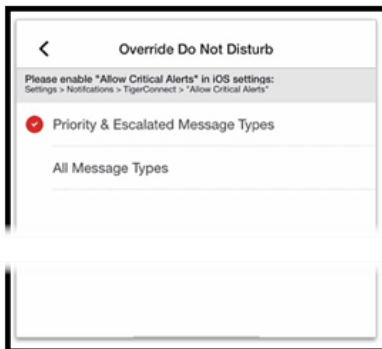 Override Do Not Disturb
Please enable "Allow Critical Alerts" in iOS settings:
Settings > Notifcations > TigerConnect > "Allow Critical Alerts"
Priority & Escalated Message Types
All Message Types